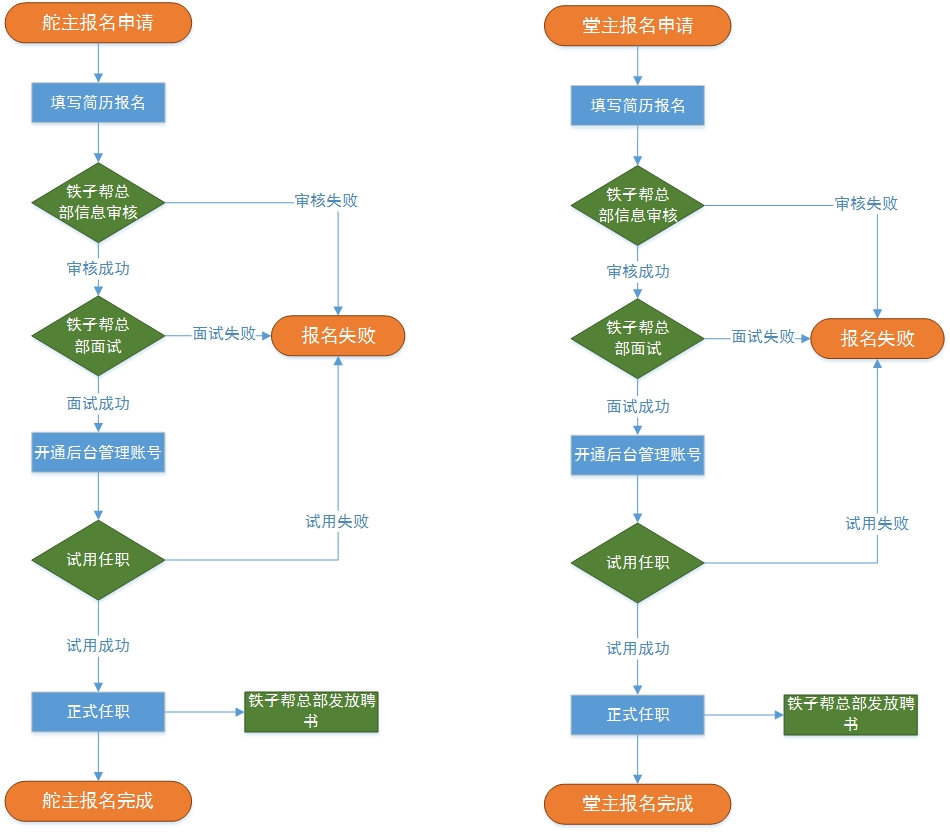 舵主报名申请
填写简历报名
铁子帮总
部信息审核
审核失败
审核成功
铁子帮总
部面试
面试失败
报名失败
面试成功
开通后台管理账号
试用失败
试用任职
试用成功
正式任职
铁子帮总部发放聘
书
舵主报名完成
堂主报名申请
填写简历报名
铁子帮总
部信息审核
审核失败
审核成功
铁子帮总
部面试
面试失败
报名失败
面试成功
开通后台管理账号
试用失败
试用任职
试用成功
正式任职
铁子帮总部发放聘
书
堂主报名完成